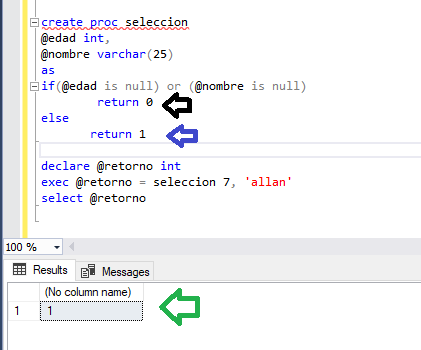 create proc seleccion
@edad int,
@nombre varchar(25)
as
if(@edad is null) or (@nombre is null)
return 0
else
return 1
declare @retorno int
exec @retorno = seleccion 7, 'allan'
select @retorno
100 %
Results Messages
(No column name)
1 1